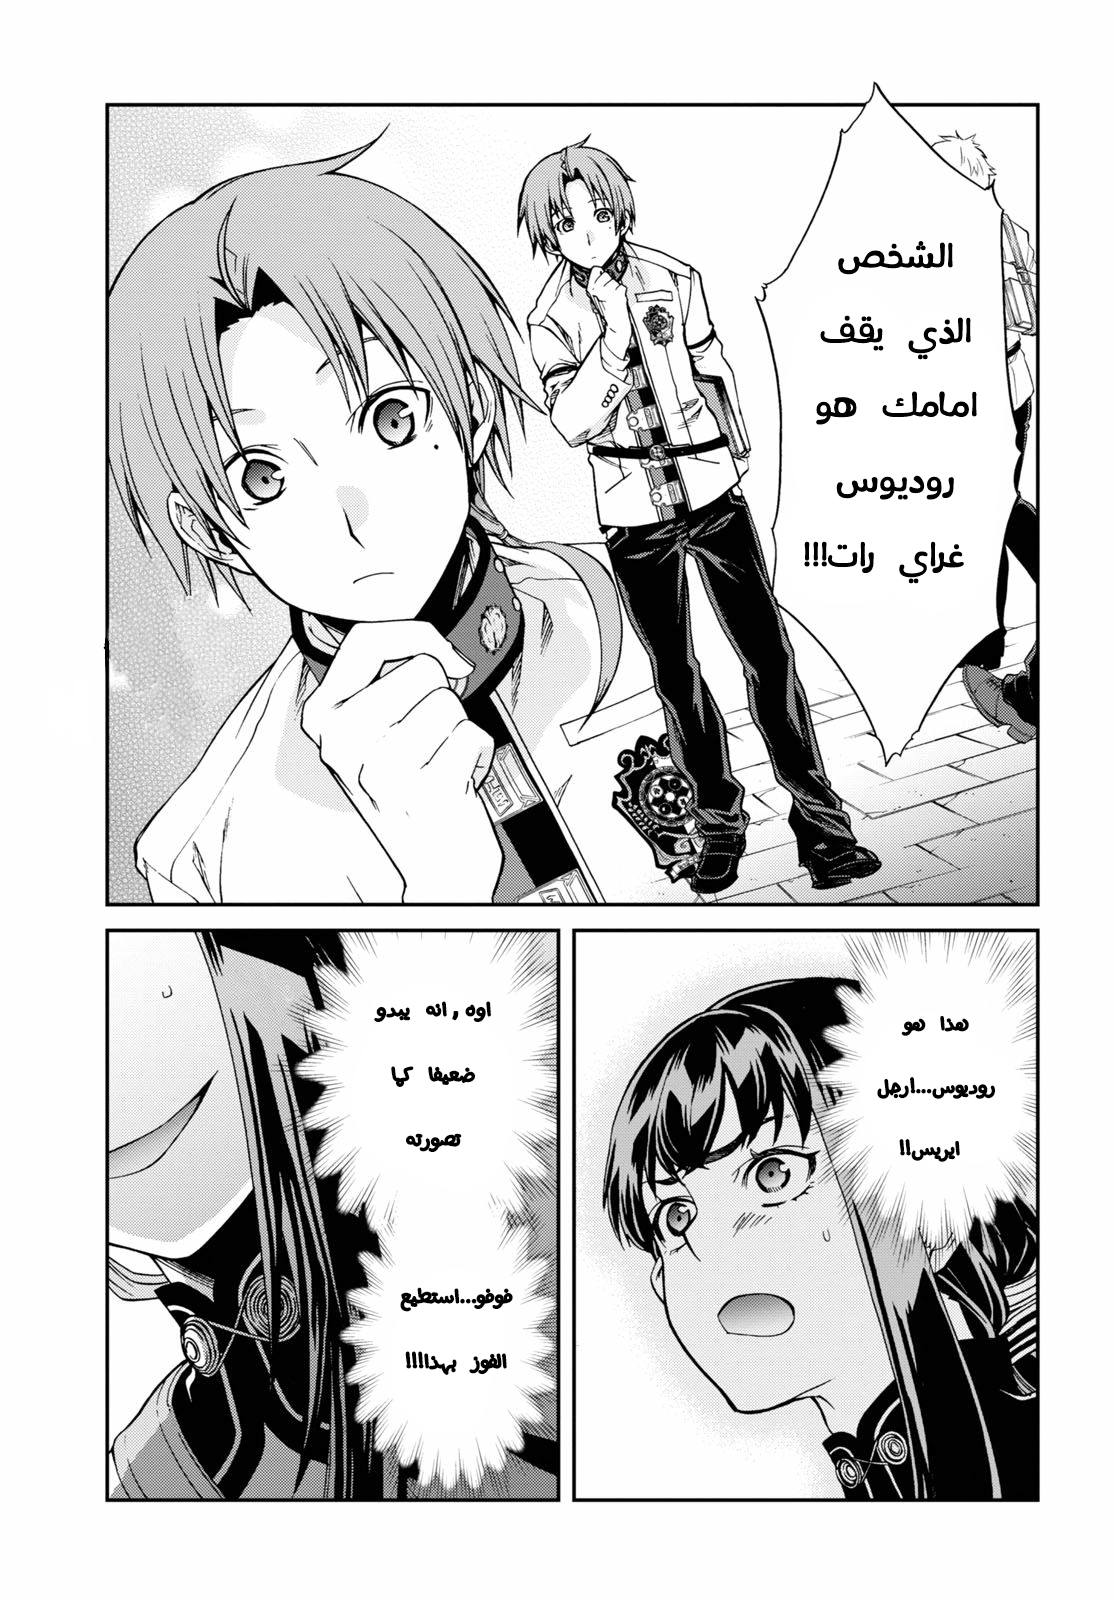 الشخص
الذي يقف
امامك هو
روديوس
غراي رات!!!
هذا هو
روديوس...ارجل
ايريس!!
اوه,انه يبدو
ضعيفا كما
تصورته
فوفو...استطيع
الفوز بهذا!!!